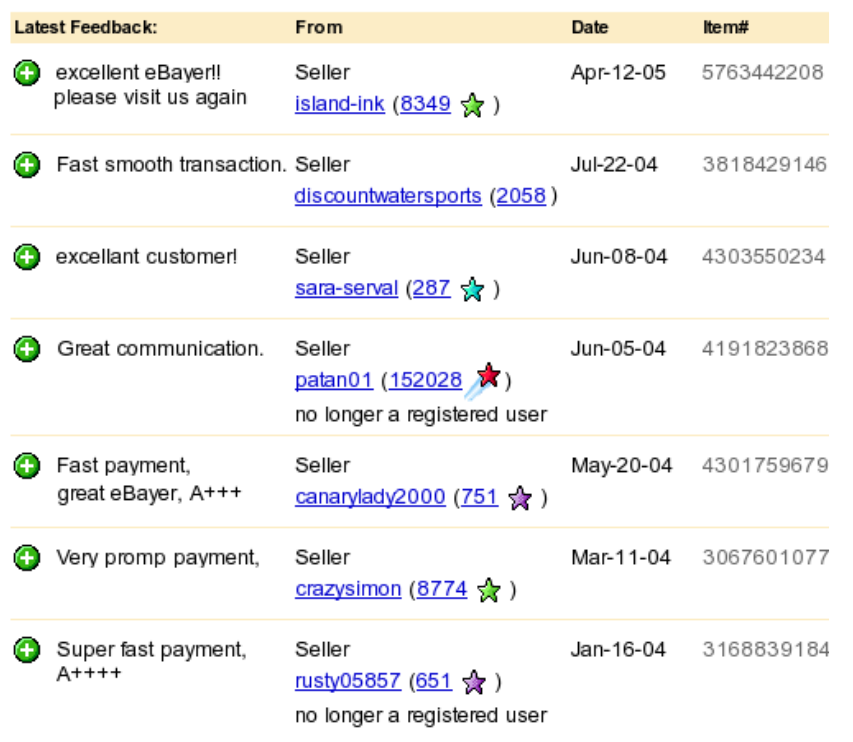 Latest Feedback: From Date Item#
excellent eBayer!! Seller Apr-12-05 5763442208
please visit us again island-ink (8349 )
Fast smooth transaction. Seller Jul-22-04 3818429146
discountwatersports (2058 )
excellant customer! Seller Jun-08-04 4303550234
sara-serval (287 )
Great communication. Seller Jun-05-04 4191823868
patan01 (152028 )
no longer a registered user
Fast payment, Seller May-20-04 4301759679
great eBayer, A+++ canarylady2000 (751 )
Very promp payment, Seller Mar-11-04 3067601077
crazysimon (8774 )
Super fast payment, Seller Jan-16-04 3168839184
A++++ rusty05857 (651 )
no longer a registered user